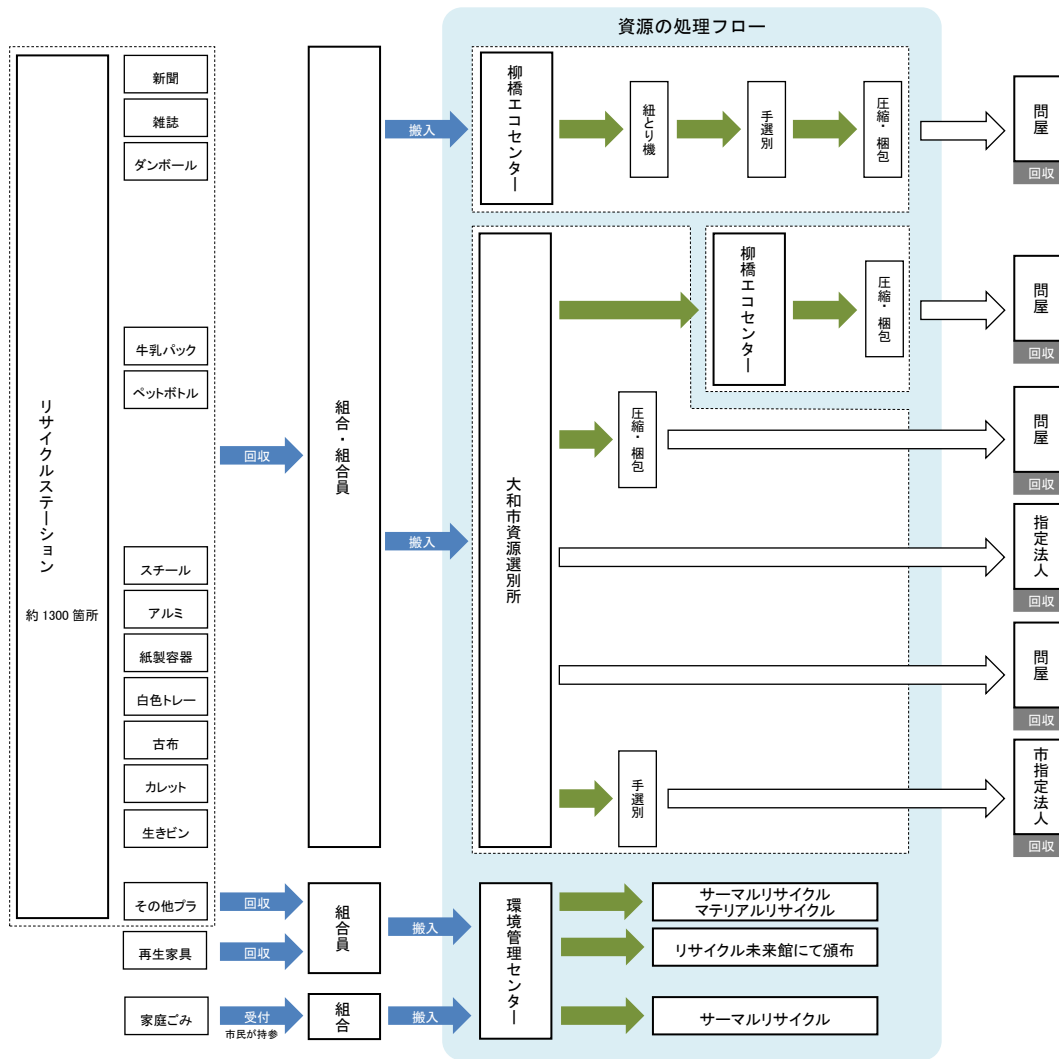 資源の処理フロー
リサイクルステーション
約1300箇所
新聞
雑誌
ダンボール
牛乳パック
ペットボトル
スチール
アルミ
紙製容器
白色トレー
古布
カレット
生きビン
その他プラ
再生家具
家庭ごみ
回収
回収
回収
受付
市民が持参
組合・組合員
組合員
組合
搬入
搬入
搬入
搬入
柳橋エコセンター
紐とり機
手選別
圧縮・梱包
問屋
回収
大和市資源選別所
柳橋エコセンター
圧縮・梱包
問屋
回収
圧縮・梱包
問屋
回収
指定法人
回収
問屋
回収
手選別
市指定法人
回収
環境管理センター
サーマルリサイクル
マテリアルリサイクル
リサイクル未来館にて頒布
サーマルリサイクル